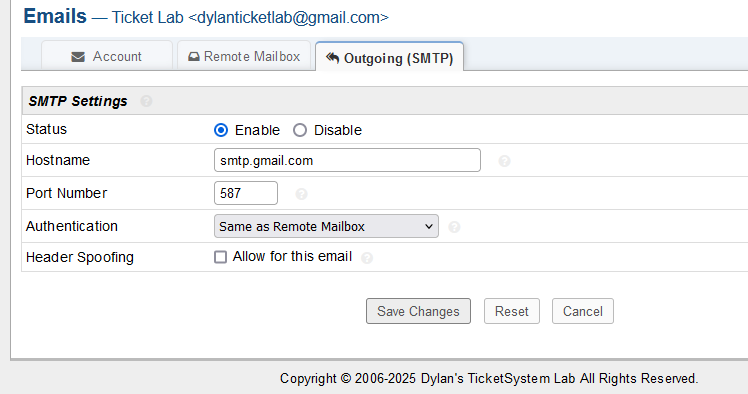 Emails — Ticket Lab <dylanticketlab@gmail.com>
Account Remote Mailbox Outgoing (SMTP)
SMTP Settings ?
Status Enable Disable
Hostname smtp.gmail.com ?
Port Number 587 ?
Authentication Same as Remote Mailbox ?
Header Spoofing Allow for this email ?
Save Changes Reset Cancel
Copyright © 2006-2025 Dylan's TicketSystem Lab All Rights Reserved.